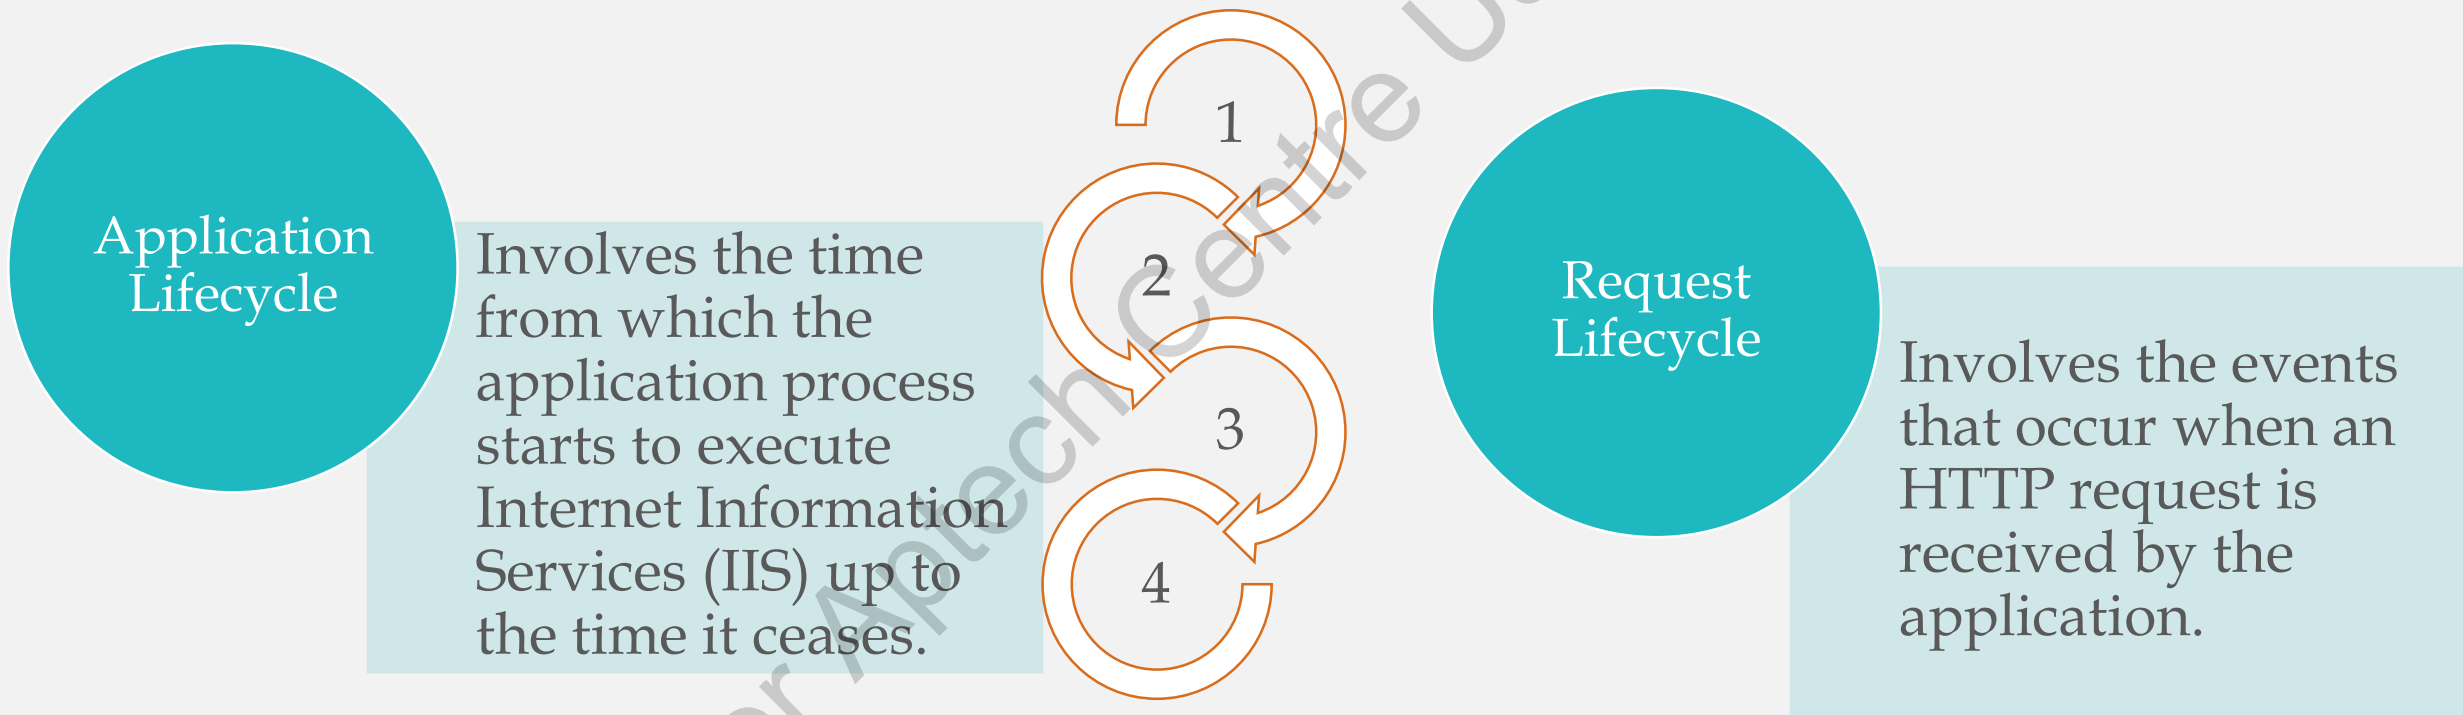 Application
Lifecycle
Involves the time
from which the
application process
starts to execute
Internet Information
Services (IIS) up to
the time it ceases.
1
2
3
4
Request
Lifecycle
Involves the events
that occur when an
HTTP request is
received by the
application.
Aptech Centre